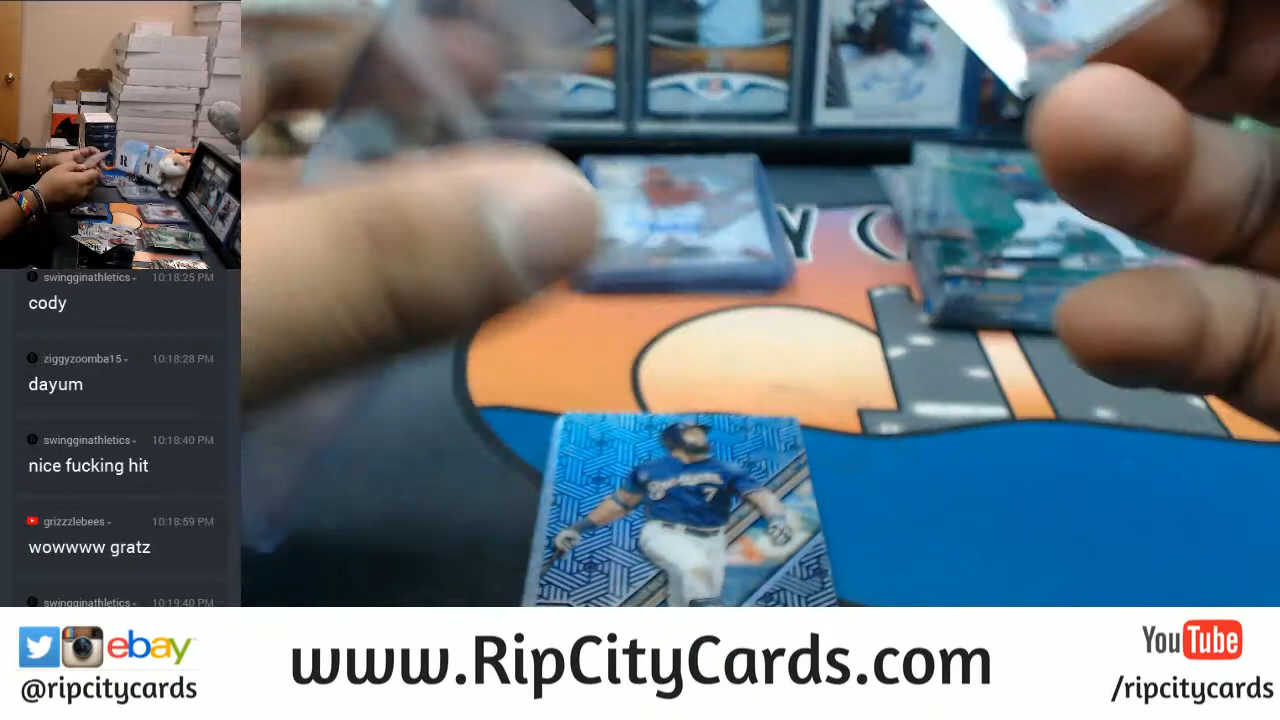 R T
swingginathletics 10:18:25 PM
cody
ziggyzoomba15 10:18:28 PM
dayum
swingginathletics 10:18:40 PM
nice fucking hit
grizzzlebees 10:18:59 PM
wowwww gratz
swingginathletics 10:19:40 PM
Y C
Brewers
7
ebay
@ripcitycards
www.RipCityCards.com
YouTube
/ripcitycards